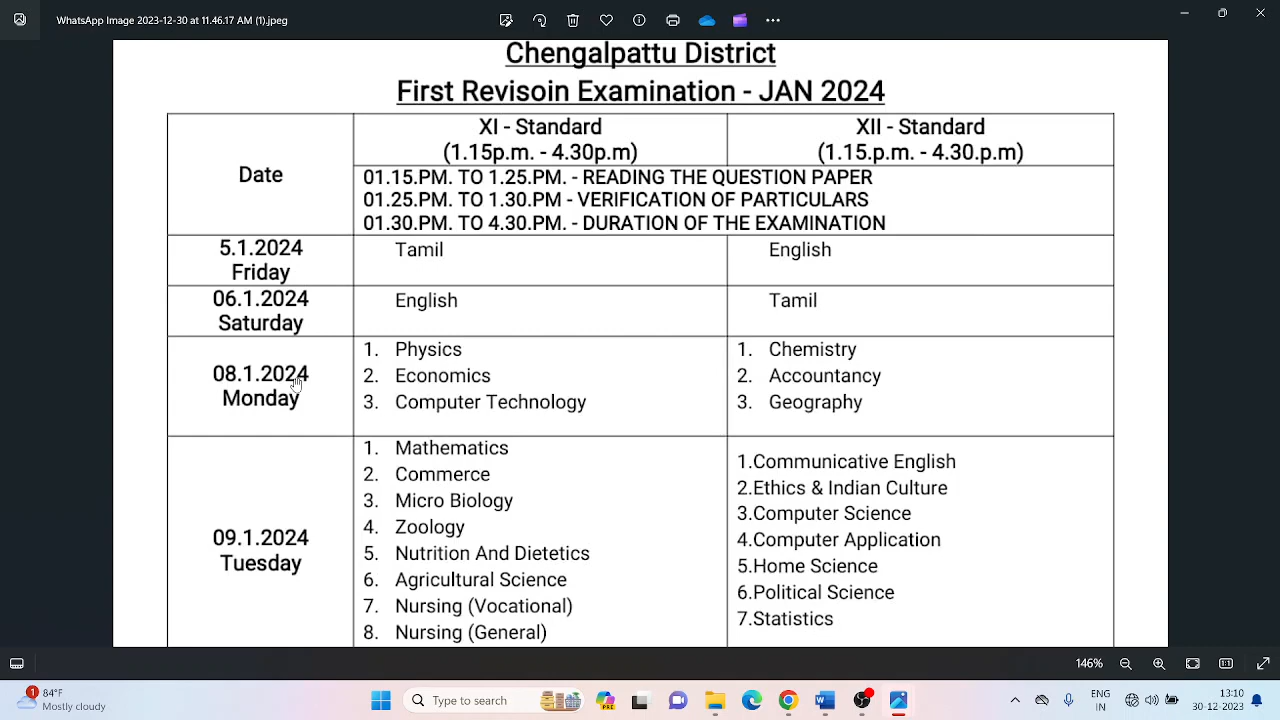 WhatsApp Image 2023-12-30 at 11.46.17 AM (1).jpeg
Chengalpattu District
First Revisoin Examination - JAN 2024
Date
XI - Standard
(1.15p.m. - 4.30p.m)
XII - Standard
(1.15.p.m. - 4.30.p.m)
01.15.PM. TO 1.25.PM. - READING THE QUESTION PAPER
01.25.PM. TO 1.30.PM - VERIFICATION OF PARTICULARS
01.30.PM. TO 4.30.PM. - DURATION OF THE EXAMINATION
5.1.2024
Friday
Tamil
English
06.1.2024
Saturday
English
Tamil
08.1.2024
Monday
1. Physics
2. Economics
3. Computer Technology
1. Chemistry
2. Accountancy
3. Geography
09.1.2024
Tuesday
1. Mathematics
2. Commerce
3. Micro Biology
4. Zoology
5. Nutrition And Dietetics
6. Agricultural Science
7. Nursing (Vocational)
8. Nursing (General)
1.Communicative English
2.Ethics & Indian Culture
3.Computer Science
4.Computer Application
5.Home Science
6.Political Science
7.Statistics
146%
1
84°F
Mostly cloudy
Type to search
PRE
ENG
IN
13:10
30-12-2023